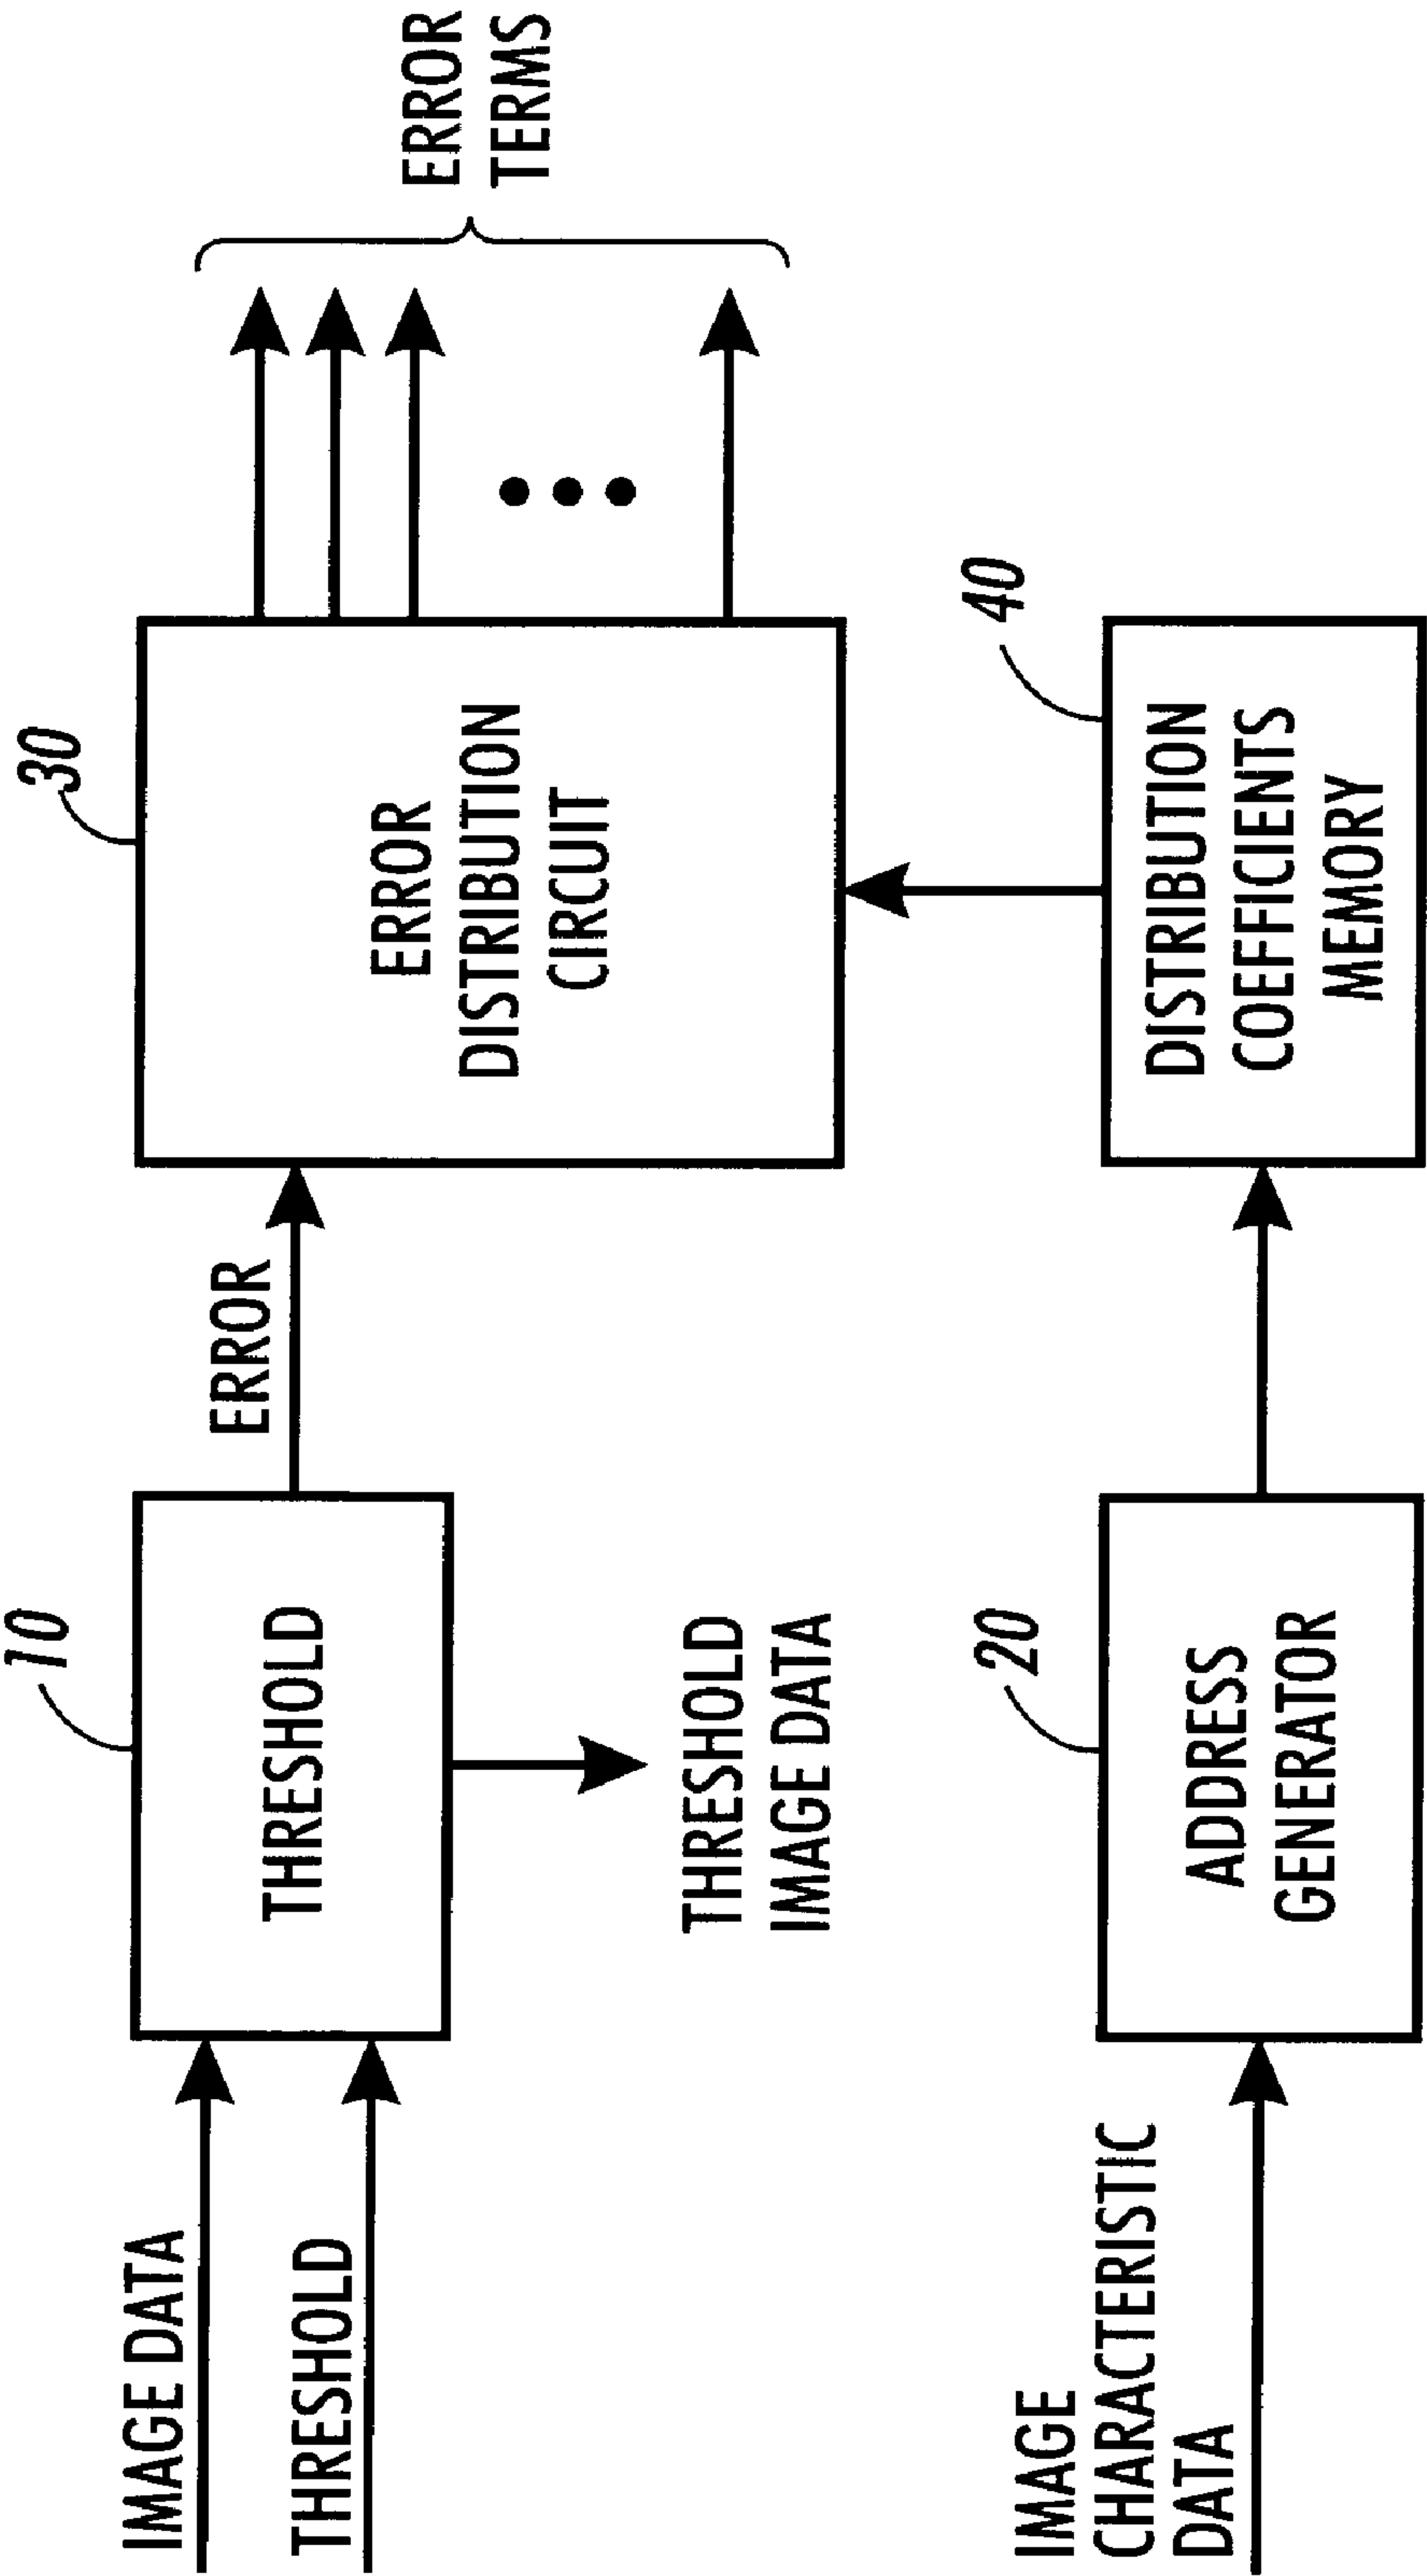 IMAGE DATA
THRESHOLD
10
THRESHOLD
THRESHOLD
IMAGE DATA
ERROR
30
ERROR
DISTRIBUTION
CIRCUIT
ERROR
TERMS
IMAGE
CHARACTERISTIC
DATA
20
ADDRESS
GENERATOR
40
DISTRIBUTION
COEFFICIENTS
MEMORY